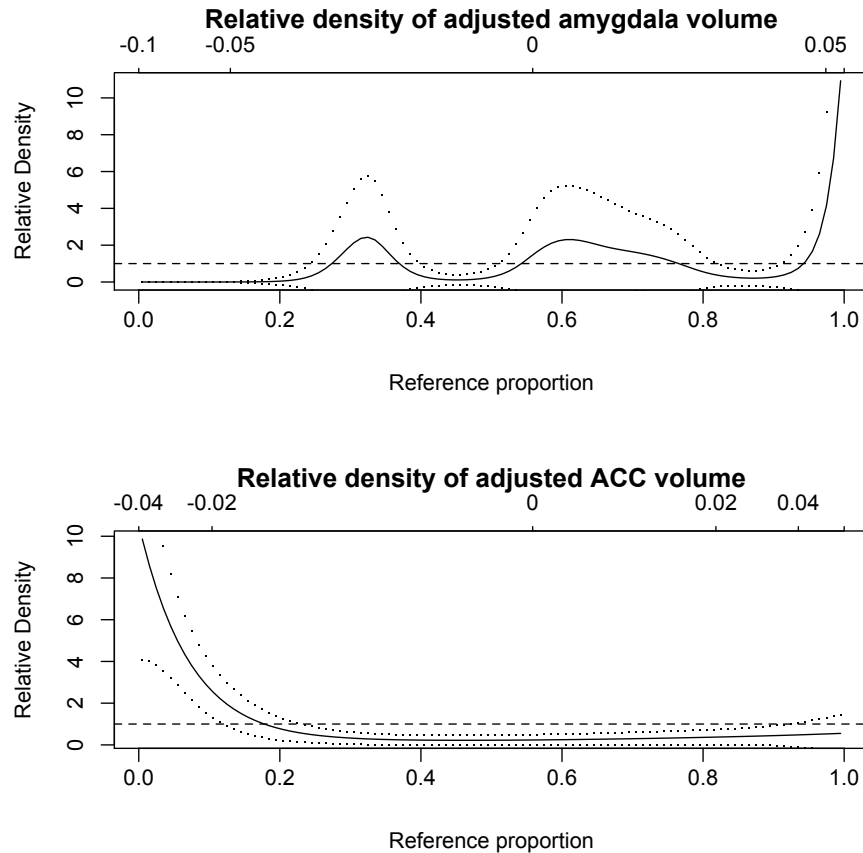 Relative density of adjusted amygdala volume
-0.1 -0.05 0 0.05
Relative Density
10
8
6
4
2
0
0.0 0.2 0.4 0.6 0.8 1.0
Reference proportion
Relative density of adjusted ACC volume
-0.04 -0.02 0 0.02 0.04
Relative Density
10
8
6
4
2
0
0.0 0.2 0.4 0.6 0.8 1.0
Reference proportion